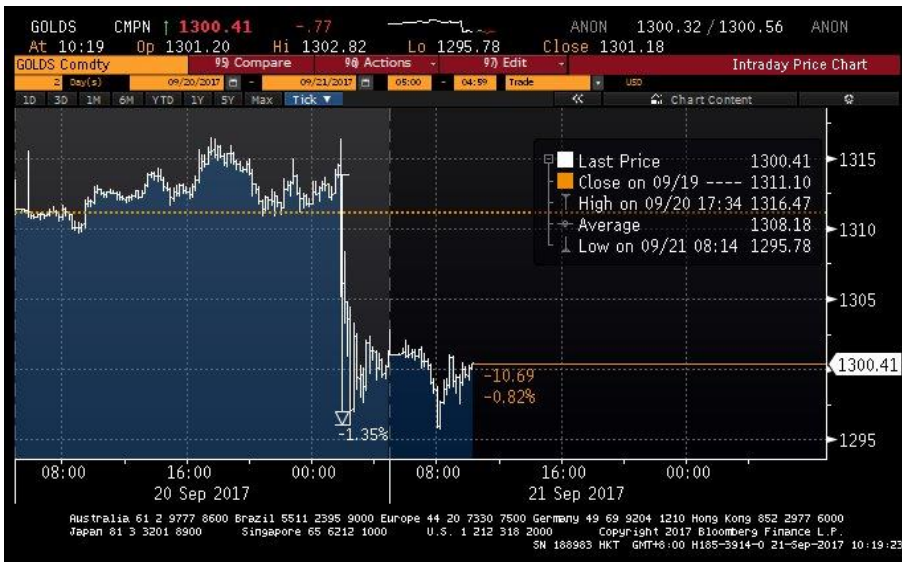 GOLDS CMPN ↑ 1300.41 -.77 ANON 1300.32 / 1300.56 ANON
At 10:19 Op 1301.20 Hi 1302.82 Lo 1295.78 Close 1301.18
GOLDS Comdty 95) Compare 96) Actions 97) Edit Intraday Price Chart
2 Day(s) 09/20/2017 - 09/21/2017 05:00 - 04:59 Trade USD
1D 3D 1M 6M YTD 1Y 5Y Max Tick ▼ « Chart Content
Last Price 1300.41
Close on 09/19 ---- 1311.10
High on 09/20 17:34 1316.47
Average 1308.18
Low on 09/21 08:14 1295.78
1315
1310
1305
1300.41
1295
-10.69
-0.82%
-1.35%
08:00 16:00 00:00 08:00 16:00 00:00
20 Sep 2017 21 Sep 2017
Australia 61 2 9777 8600 Brazil 5511 2395 9000 Europe 44 20 7330 7500 Germany 49 69 9204 1210 Hong Kong 852 2977 6000
Japan 81 3 3201 8900 Singapore 65 6212 1000 U.S. 1 212 318 2000 Copyright 2017 Bloomberg Finance L.P.
SN 188983 HKT GMT+8:00 H185-3914-0 21-Sep-2017 10:19:23